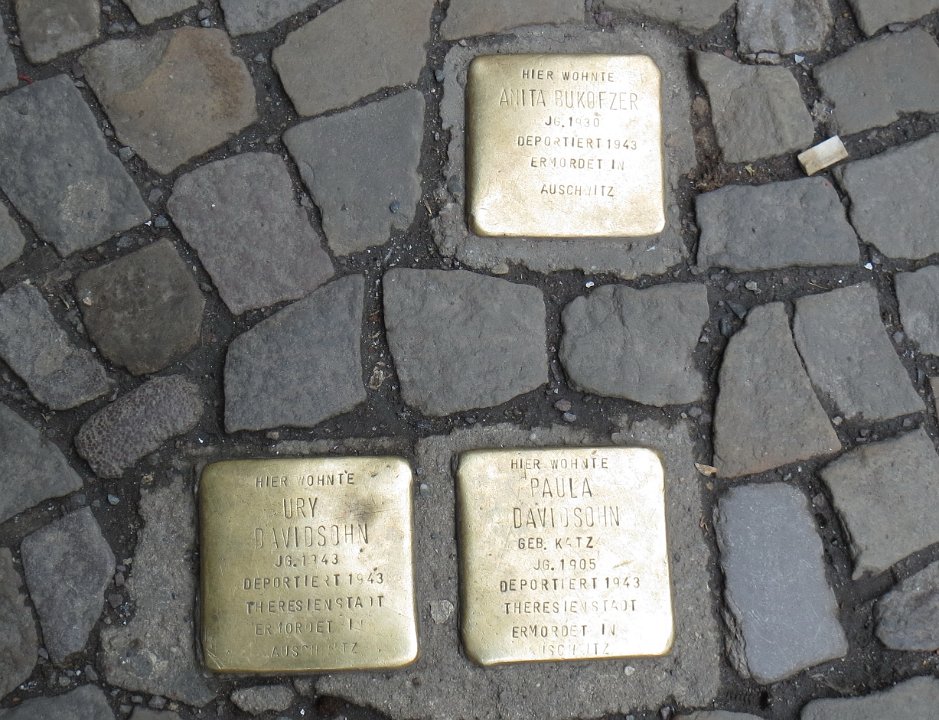 HIER WOHNTE
ANITA BUKOFZER
JG. 1930
DEPORTIERT 1943
ERMORDET IN
AUSCHWITZ
HIER WOHNTE
URY
DAVIDSOHN
JG. 1943
DEPORTIERT 1943
THERESIENSTADT
ERMORDET IN
AUSCHWITZ
HIER WOHNTE
PAULA
DAVIDSOHN
GEB. KATZ
JG. 1905
DEPORTIERT 1943
THERESIENSTADT
ERMORDET IN
AUSCHWITZ